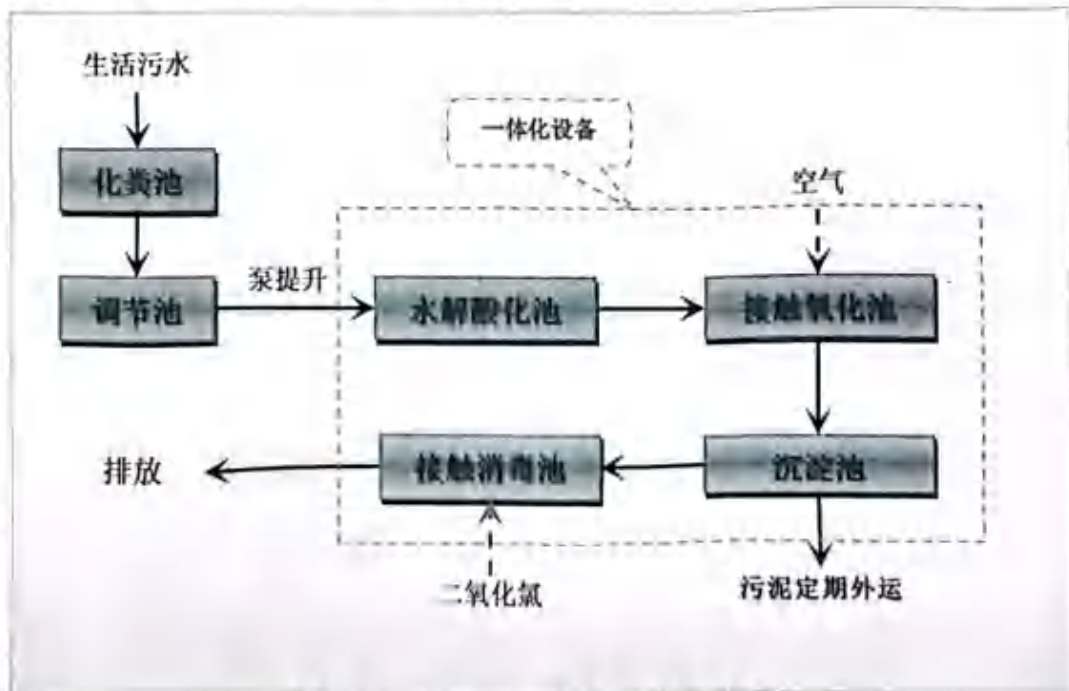 生活污水
一体化设备
化粪池
空气
泵提升
调节池
水解酸化池
接触氧化池
排放
接触消毒池
沉淀池
二氧化氯
污泥定期外运